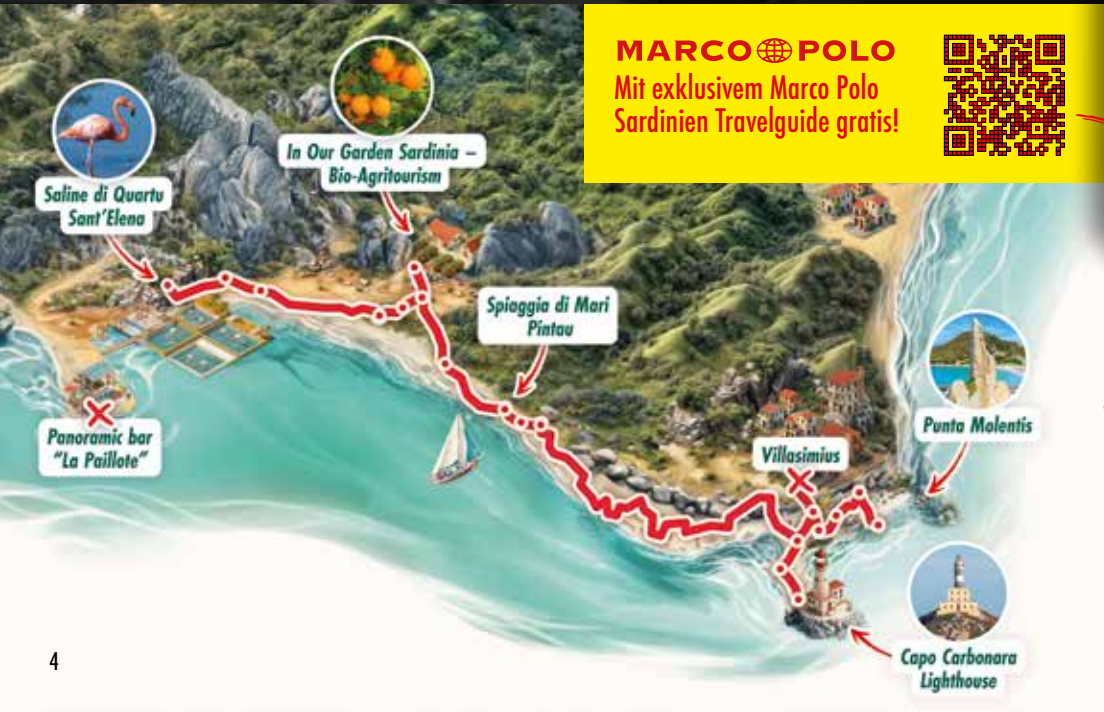 MARCO POLO
Mit exklusivem Marco Polo
Sardinien Travelguide gratis!
In Our Garden Sardinia –
Bio-Agritourism
Saline di Quartu
Sant'Elena
Spiaggia di Mari
Pintau
Punta Molentis
Panoramic bar
"La Paillote"
Villasimius
Capo Carbonara
Lighthouse
4